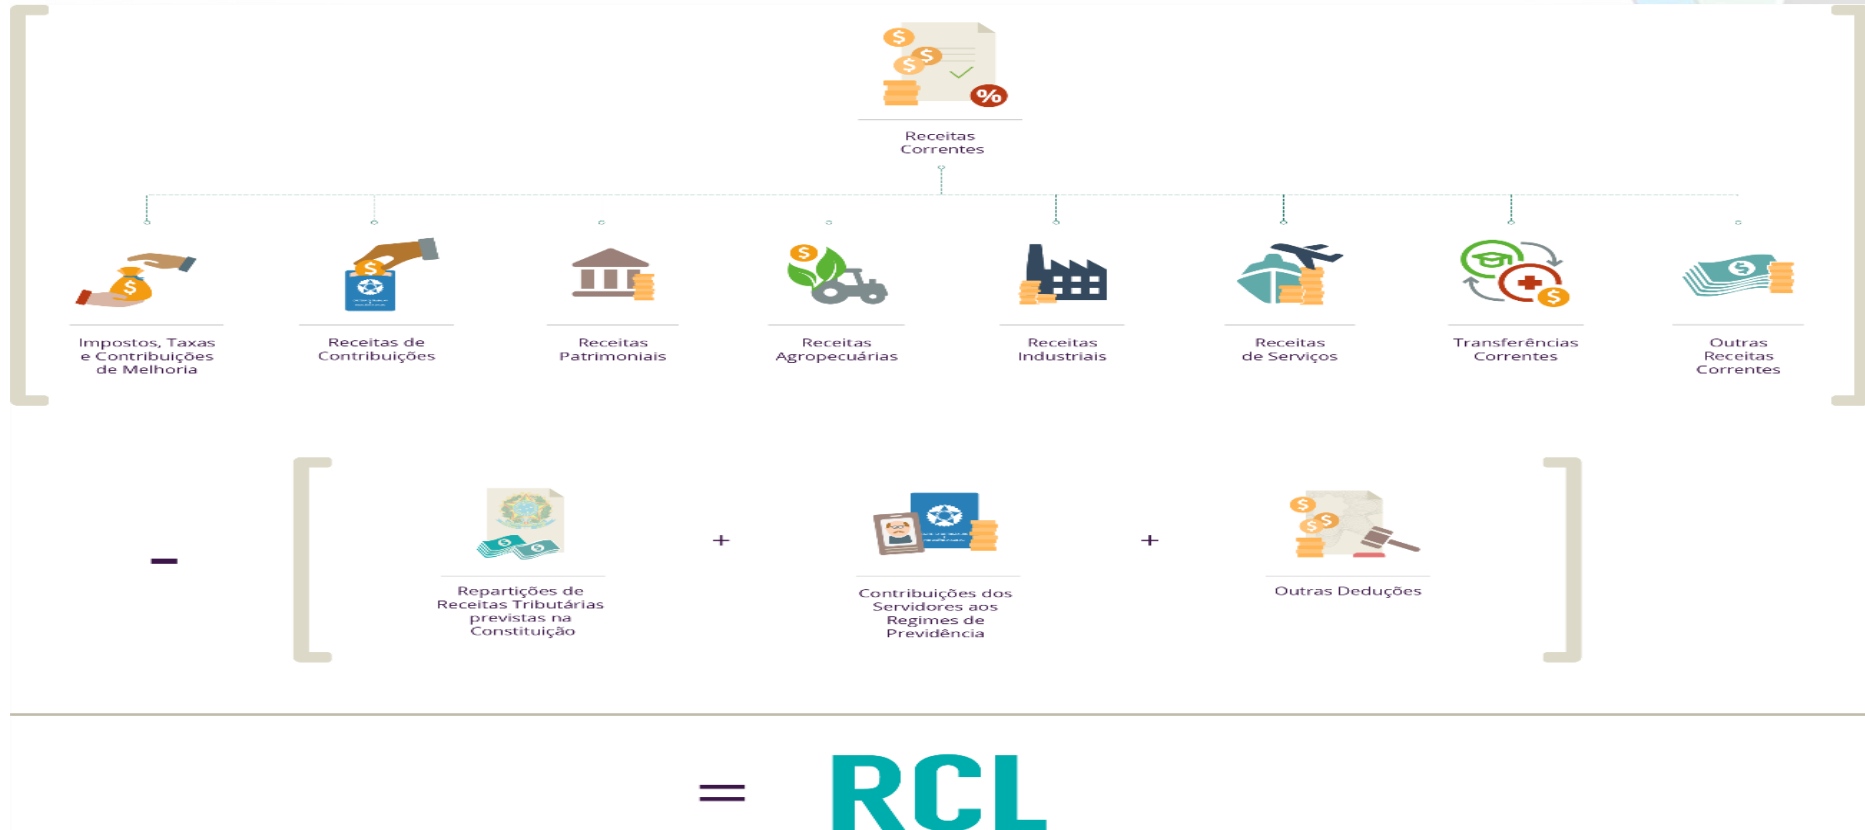 %
Receitas
Correntes
Impostos, Taxas
e Contribuições
de Melhoria
Receitas de
Contribuições
Receitas
Patrimoniais
Receitas
Agropecuárias
Receitas
Industriais
Receitas
de Serviços
Transferências
Correntes
Outras
Receitas
Correntes
-
Repartições de
Receitas Tributárias
previstas na
Constituição
+
Contribuições dos
Servidores aos
Regimes de
Previdência
+
Outras Deduções
= RCL